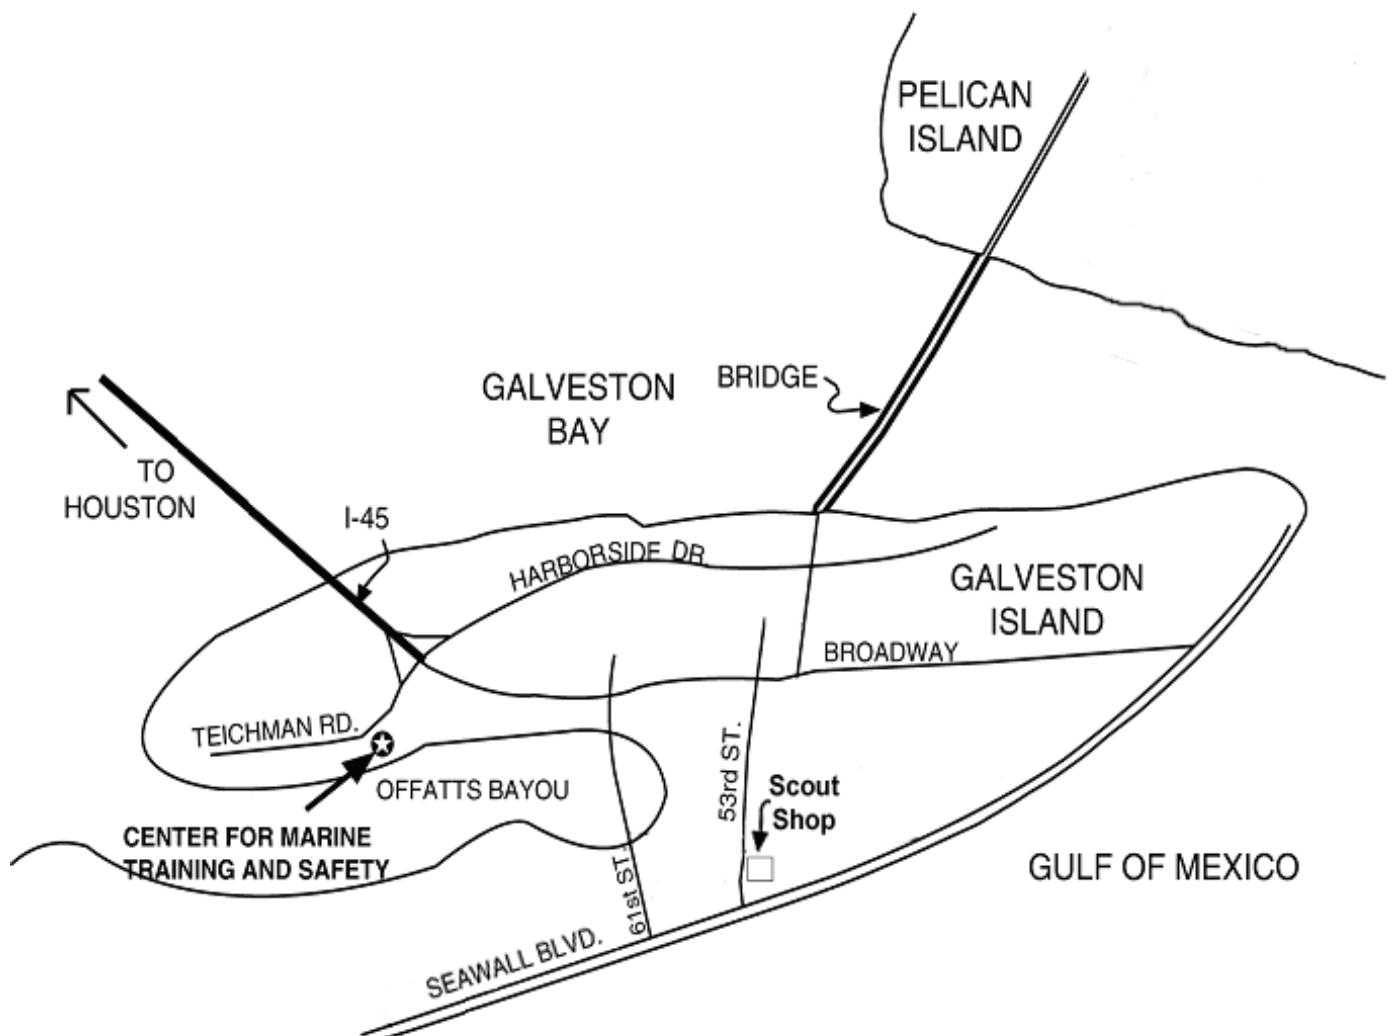 PELICAN
ISLAND
BRIDGE
GALVESTON
BAY
TO
HOUSTON
I-45
HARBORSIDE DR
GALVESTON
ISLAND
BROADWAY
TEICHMAN RD.
53rd ST.
OFFATTS BAYOU
Scout
Shop
CENTER FOR MARINE
TRAINING AND SAFETY
61st ST.
GULF OF MEXICO
SEAWALL BLVD.